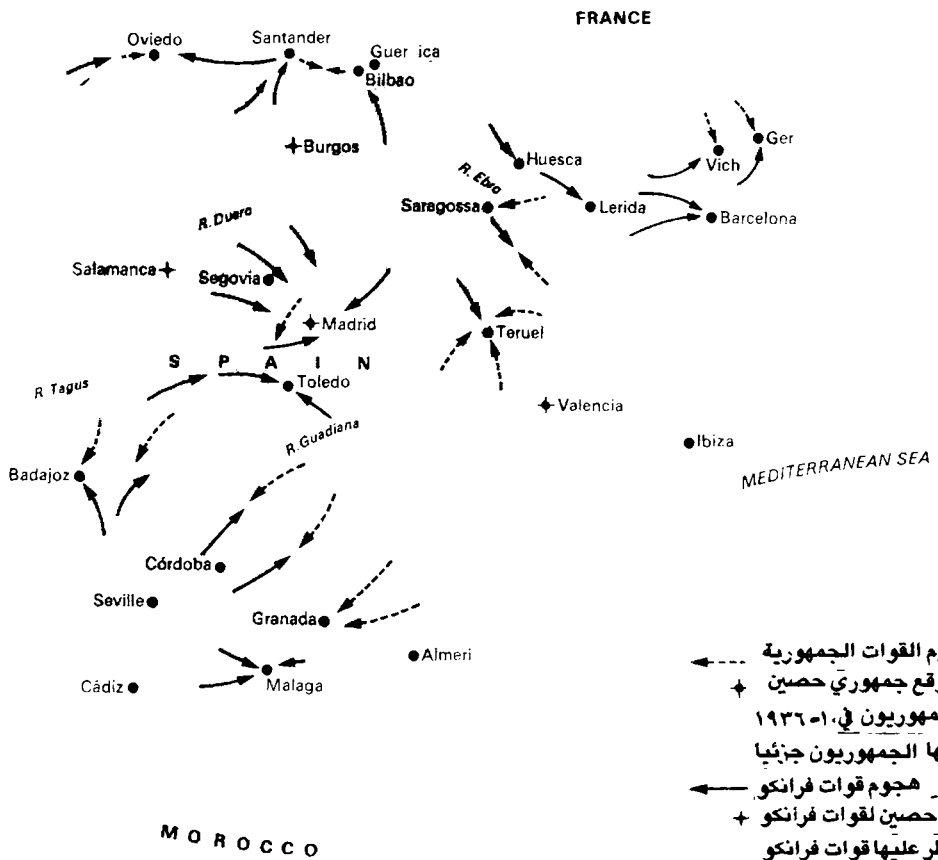 FRANCE
Oviedo
Santander
Guer ica
Bilbao
Burgos
Huesca
Vich
Ger
R. Ebro
Saragossa
Lerida
Barcelona
R. Duero
Salamanca
Segovia
Madrid
Teruel
SPAIN
R Tagus
Toledo
Valencia
R. Guadiana
Ibiza
Badajoz
MEDITERRANEAN SEA
Córdoba
Seville
Granada
Almeri
Cádiz
Malaga
MOROCCO
القوات الجمهورية
جمهوري حصين
في ١٠-١٩٣٦
الجمهوريون جزئيا
هجوم قوات فرانكو
حصين لقوات فرانكو
عليها قوات فرانكو